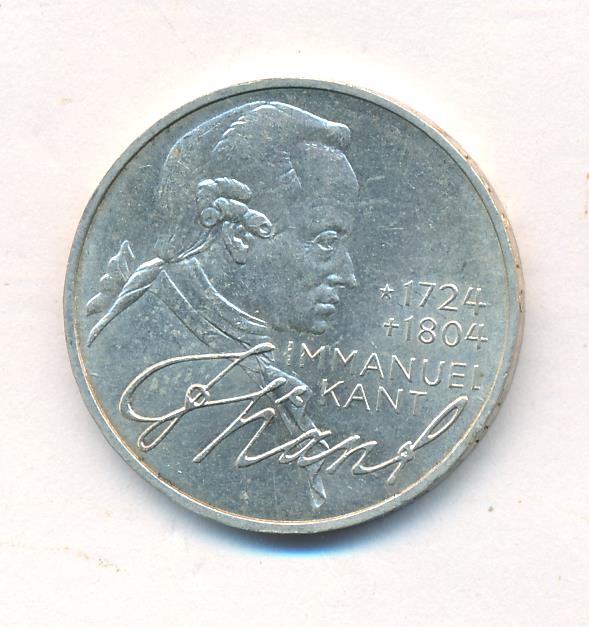 *1724
+1804
IMMANUEL
KANT
I Kant